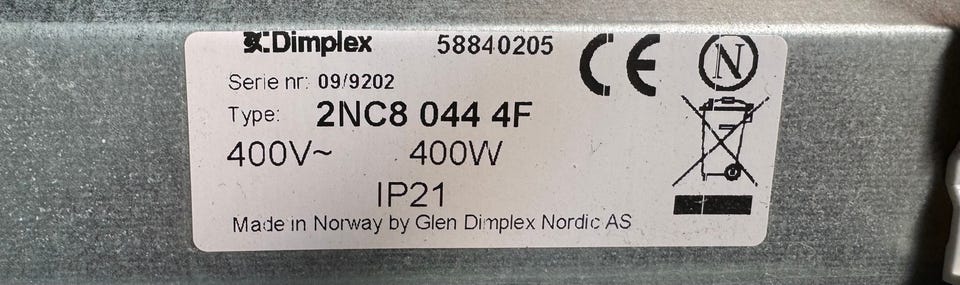 Dimplex 58840205
Serie nr: 09/9202
Type: 2NC8 044 4F
400V~ 400W
IP21
Made in Norway by Glen Dimplex Nordic AS
CE
N